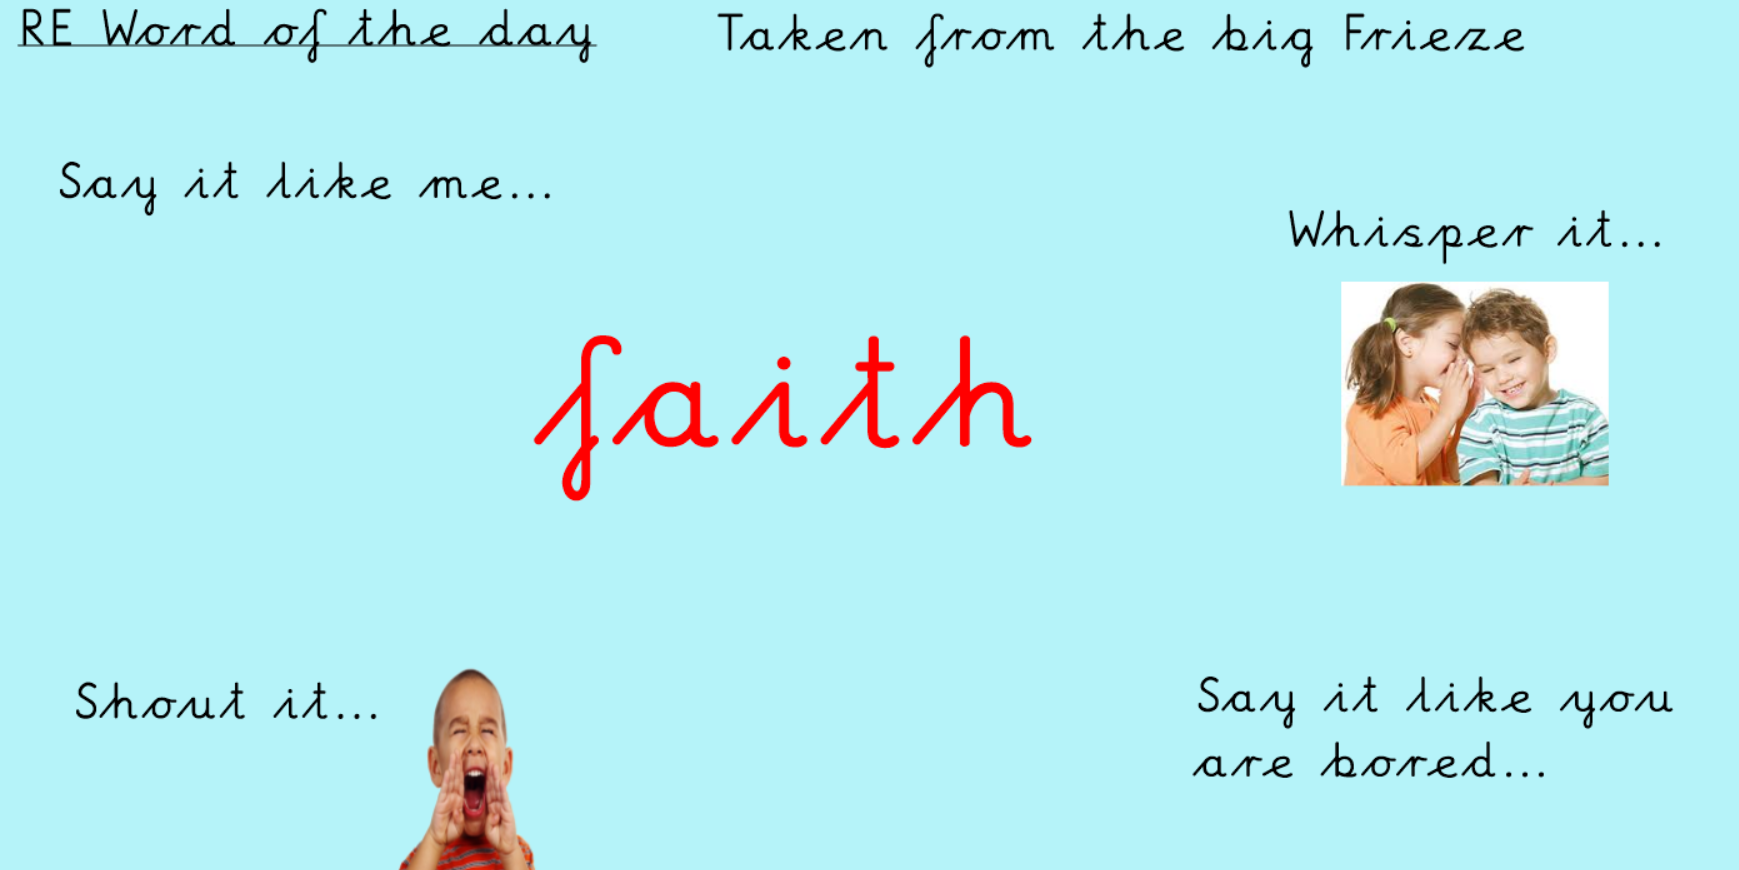 RE Word of the day
Taken from the big Frieze
Say it like me...
Whisper it...
faith
Shout it...
Say it like you
are bored...